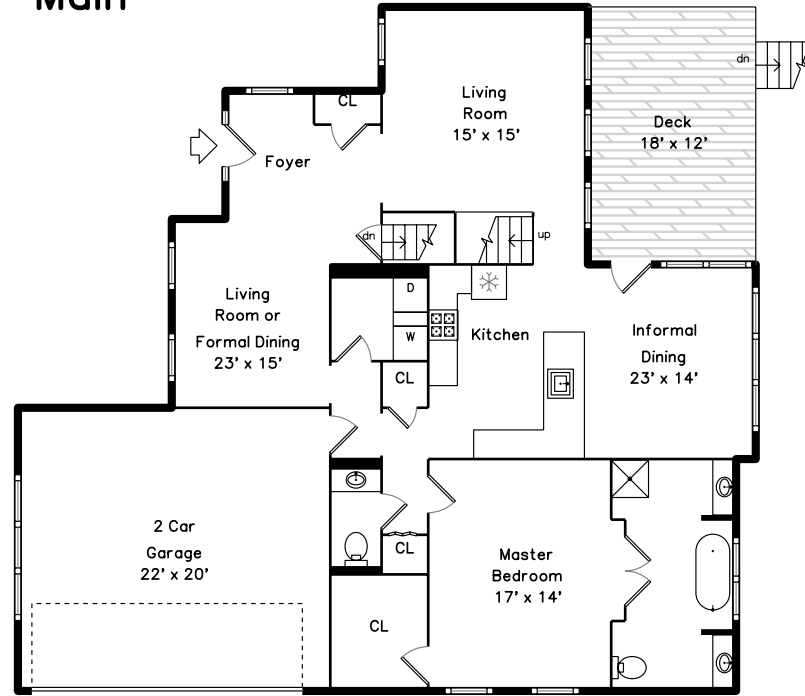 Main
CL
Foyer
Living
Room
15' x 15'
Deck
18' x 12'
dn
dn
up
Living
Room or
Formal Dining
23' x 15'
D
W
CL
Kitchen
Informal
Dining
23' x 14'
2 Car
Garage
22' x 20'
CL
CL
Master
Bedroom
17' x 14'